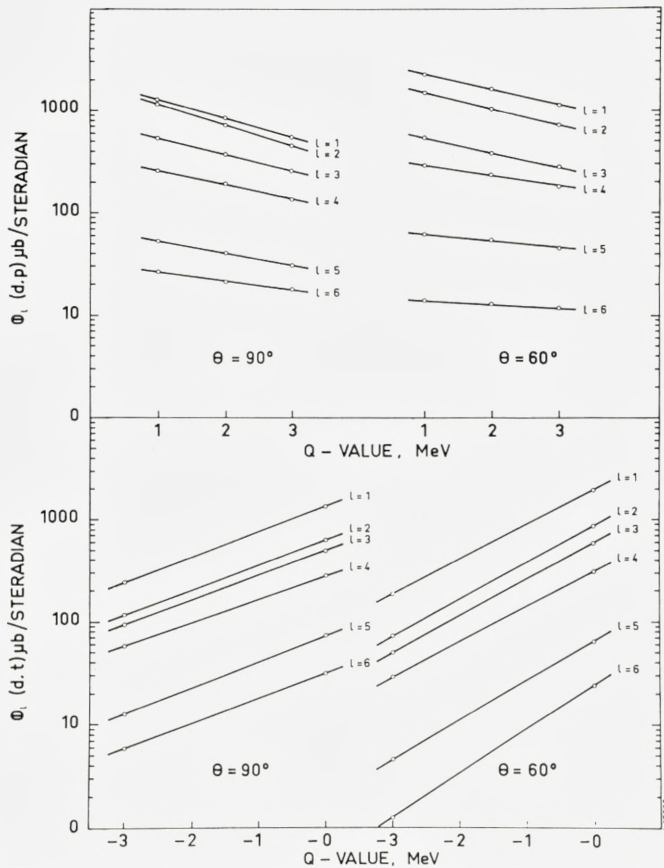 Φₗ (d.p) μb/STERADIAN
1000
100
10
0
l = 1
l = 2
l = 3
l = 4
l = 5
l = 6
l = 1
l = 2
l = 3
l = 4
l = 5
l = 6
θ = 90°
θ = 60°
1 2 3 1 2 3
Q – VALUE, MeV
Φₗ (d.t) μb/STERADIAN
1000
100
10
0
l = 1
l = 2
l = 3
l = 4
l = 5
l = 6
l = 1
l = 2
l = 3
l = 4
l = 5
l = 6
θ = 90°
θ = 60°
−3 −2 −1 −0 −3 −2 −1 −0
Q – VALUE, MeV